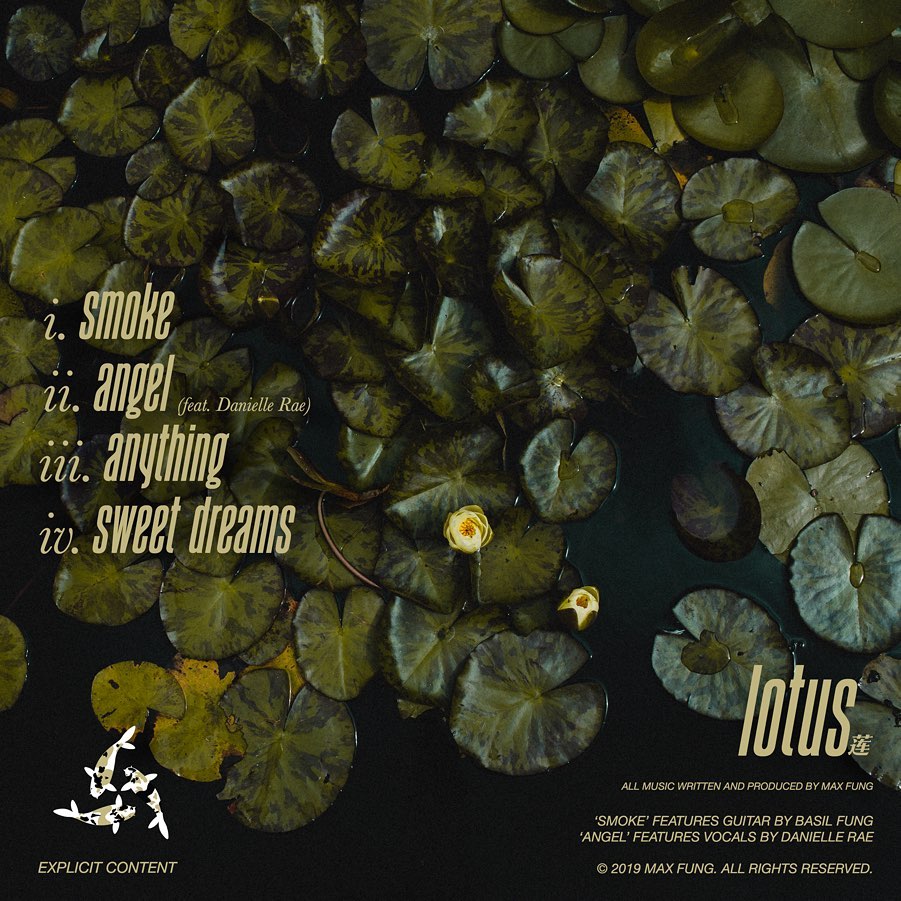 i. smoke
ii. angel (feat. Danielle Rae)
iii. anything
iv. sweet dreams
lotus莲
ALL MUSIC WRITTEN AND PRODUCED BY MAX FUNG
‘SMOKE’ FEATURES GUITAR BY BASIL FUNG
‘ANGEL’ FEATURES VOCALS BY DANIELLE RAE
EXPLICIT CONTENT
© 2019 MAX FUNG. ALL RIGHTS RESERVED.